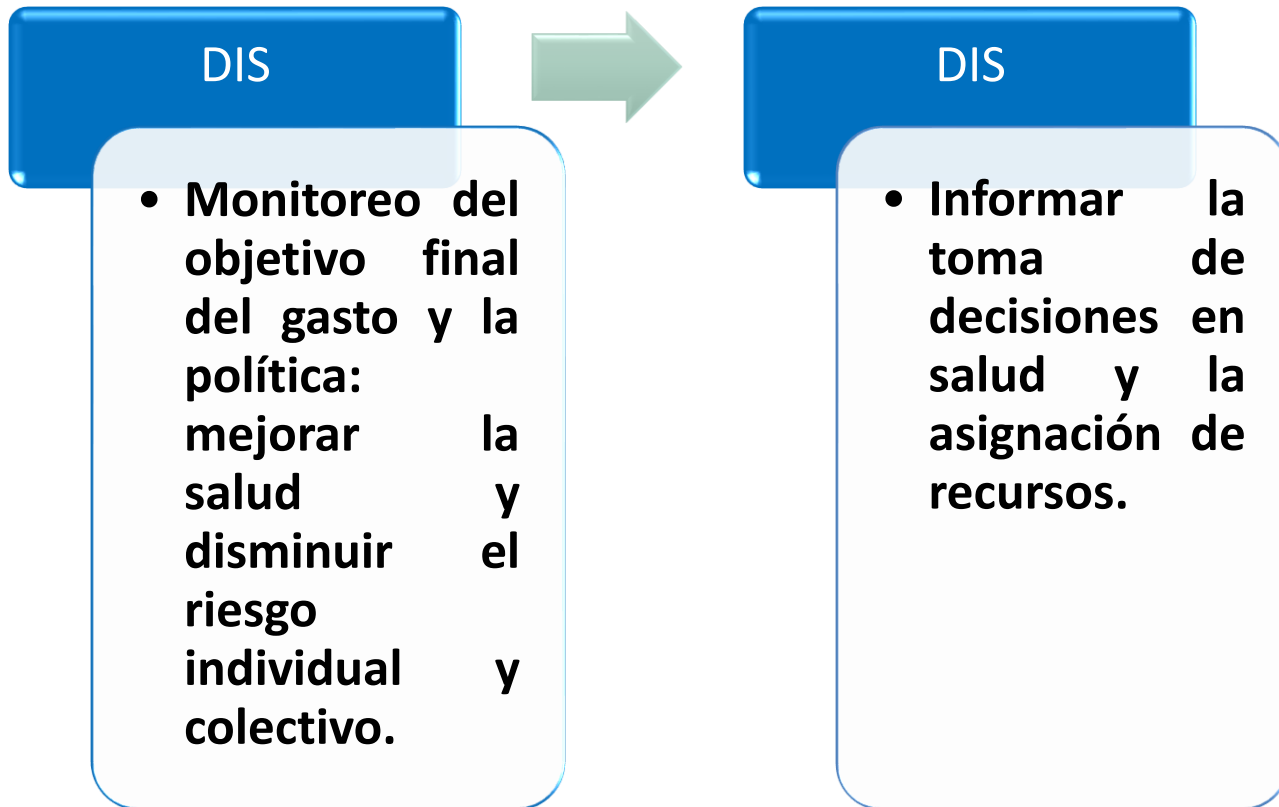 DIS
• Monitoreo del
objetivo final
del gasto y la
política:
mejorar la
salud y
disminuir el
riesgo
individual y
colectivo.
DIS
• Informar la
toma de
decisiones en
salud y la
asignación de
recursos.